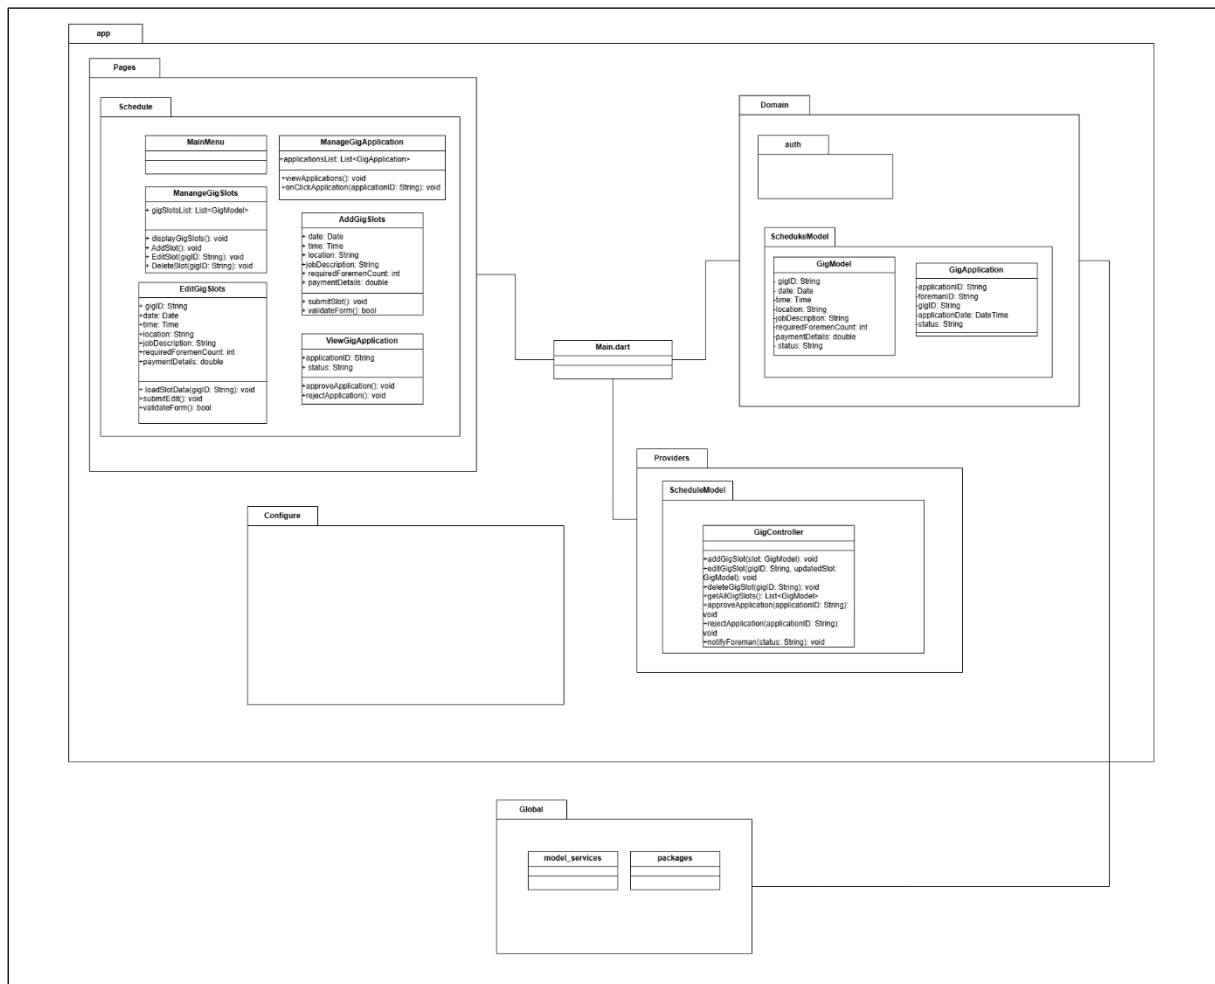 app
Pages
Schedule
MainMenu
ManangeGigSlots
+ gigSlotsList: List<GigModel>
+ displayGigSlots(): void
+ AddSlot(): void
+ EditSlot(gigID: String): void
+ DeleteSlot(gigID: String): void
EditGigSlots
+ gigID: String
+date: Date
+time: Time
+location: String
+jobDescription: String
+requiredForemenCount: int
+paymentDetails: double
+ loadSlotData(gigID: String): void
+submitEdit(): void
+validateForm(): bool
ManageGigApplication
+applicationsList: List<GigApplication>
+viewApplications(): void
+onClickApplication(applicationID: String): void
AddGigSlots
+ date: Date
+ time: Time
+ location: String
+jobDescription: String
+ requiredForemenCount: int
+ paymentDetails: double
+ submitSlot(): void
+ validateForm(): bool
ViewGigApplication
+applicationID: String
+ status: String
+approveApplication(): void
+rejectApplication(): void
Main.dart
Domain
auth
SchedukeModel
GigModel
- gigID: String
- date: Date
-time: Time
-location: String
-jobDescription: String
-requiredForemenCount: int
-paymentDetails: double
- status: String
GigApplication
-applicationID: String
-foremanID: String
-gigID: String
-applicationDate: DateTime
-status: String
Providers
ScheduleModel
GigController
+addGigSlot(slot: GigModel): void
+editGigSlot(gigID: String, updatedSlot:
GigModel): void
+deleteGigSlot(gigID: String): void
+getAllGigSlots(): List<GigModel>
+approveApplication(applicationID: String):
void
+rejectApplication(applicationID: String):
void
+notifyForeman(status: String): void
Configure
Global
model_services
packages